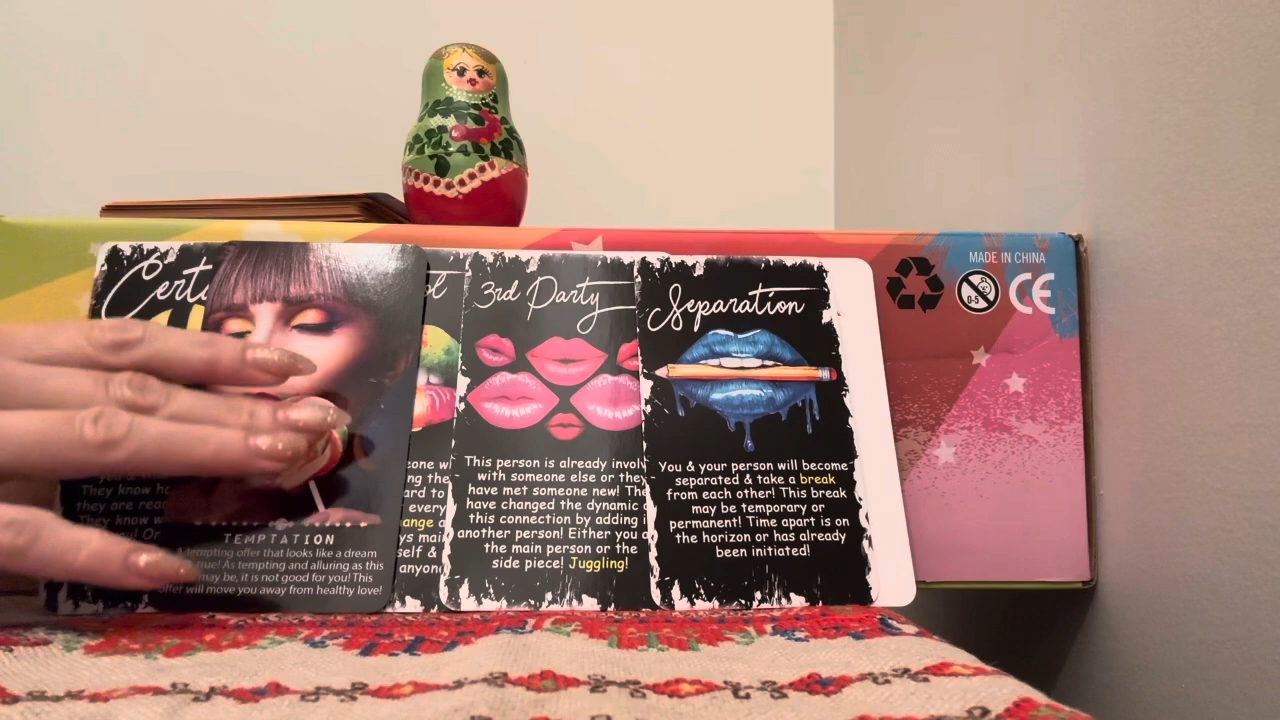 MADE IN CHINA
0-5
CE
Separation
You & your person will become
separated & take a break
from each other! This break
may be temporary or
permanent! Time apart is on
the horizon or has already
been initiated!
3rd Party
This person is already
with someone else or they
have met someone new!
have changed the dynamic
this connection by adding
another person! Either you
the main person or the
side piece! Juggling!
TEMPTATION
tempting offer that looks like a dream
true! As tempting and alluring as this
may be, it is not good for you! This
offer will move you away from healthy love!
They know
they are
They know
Or